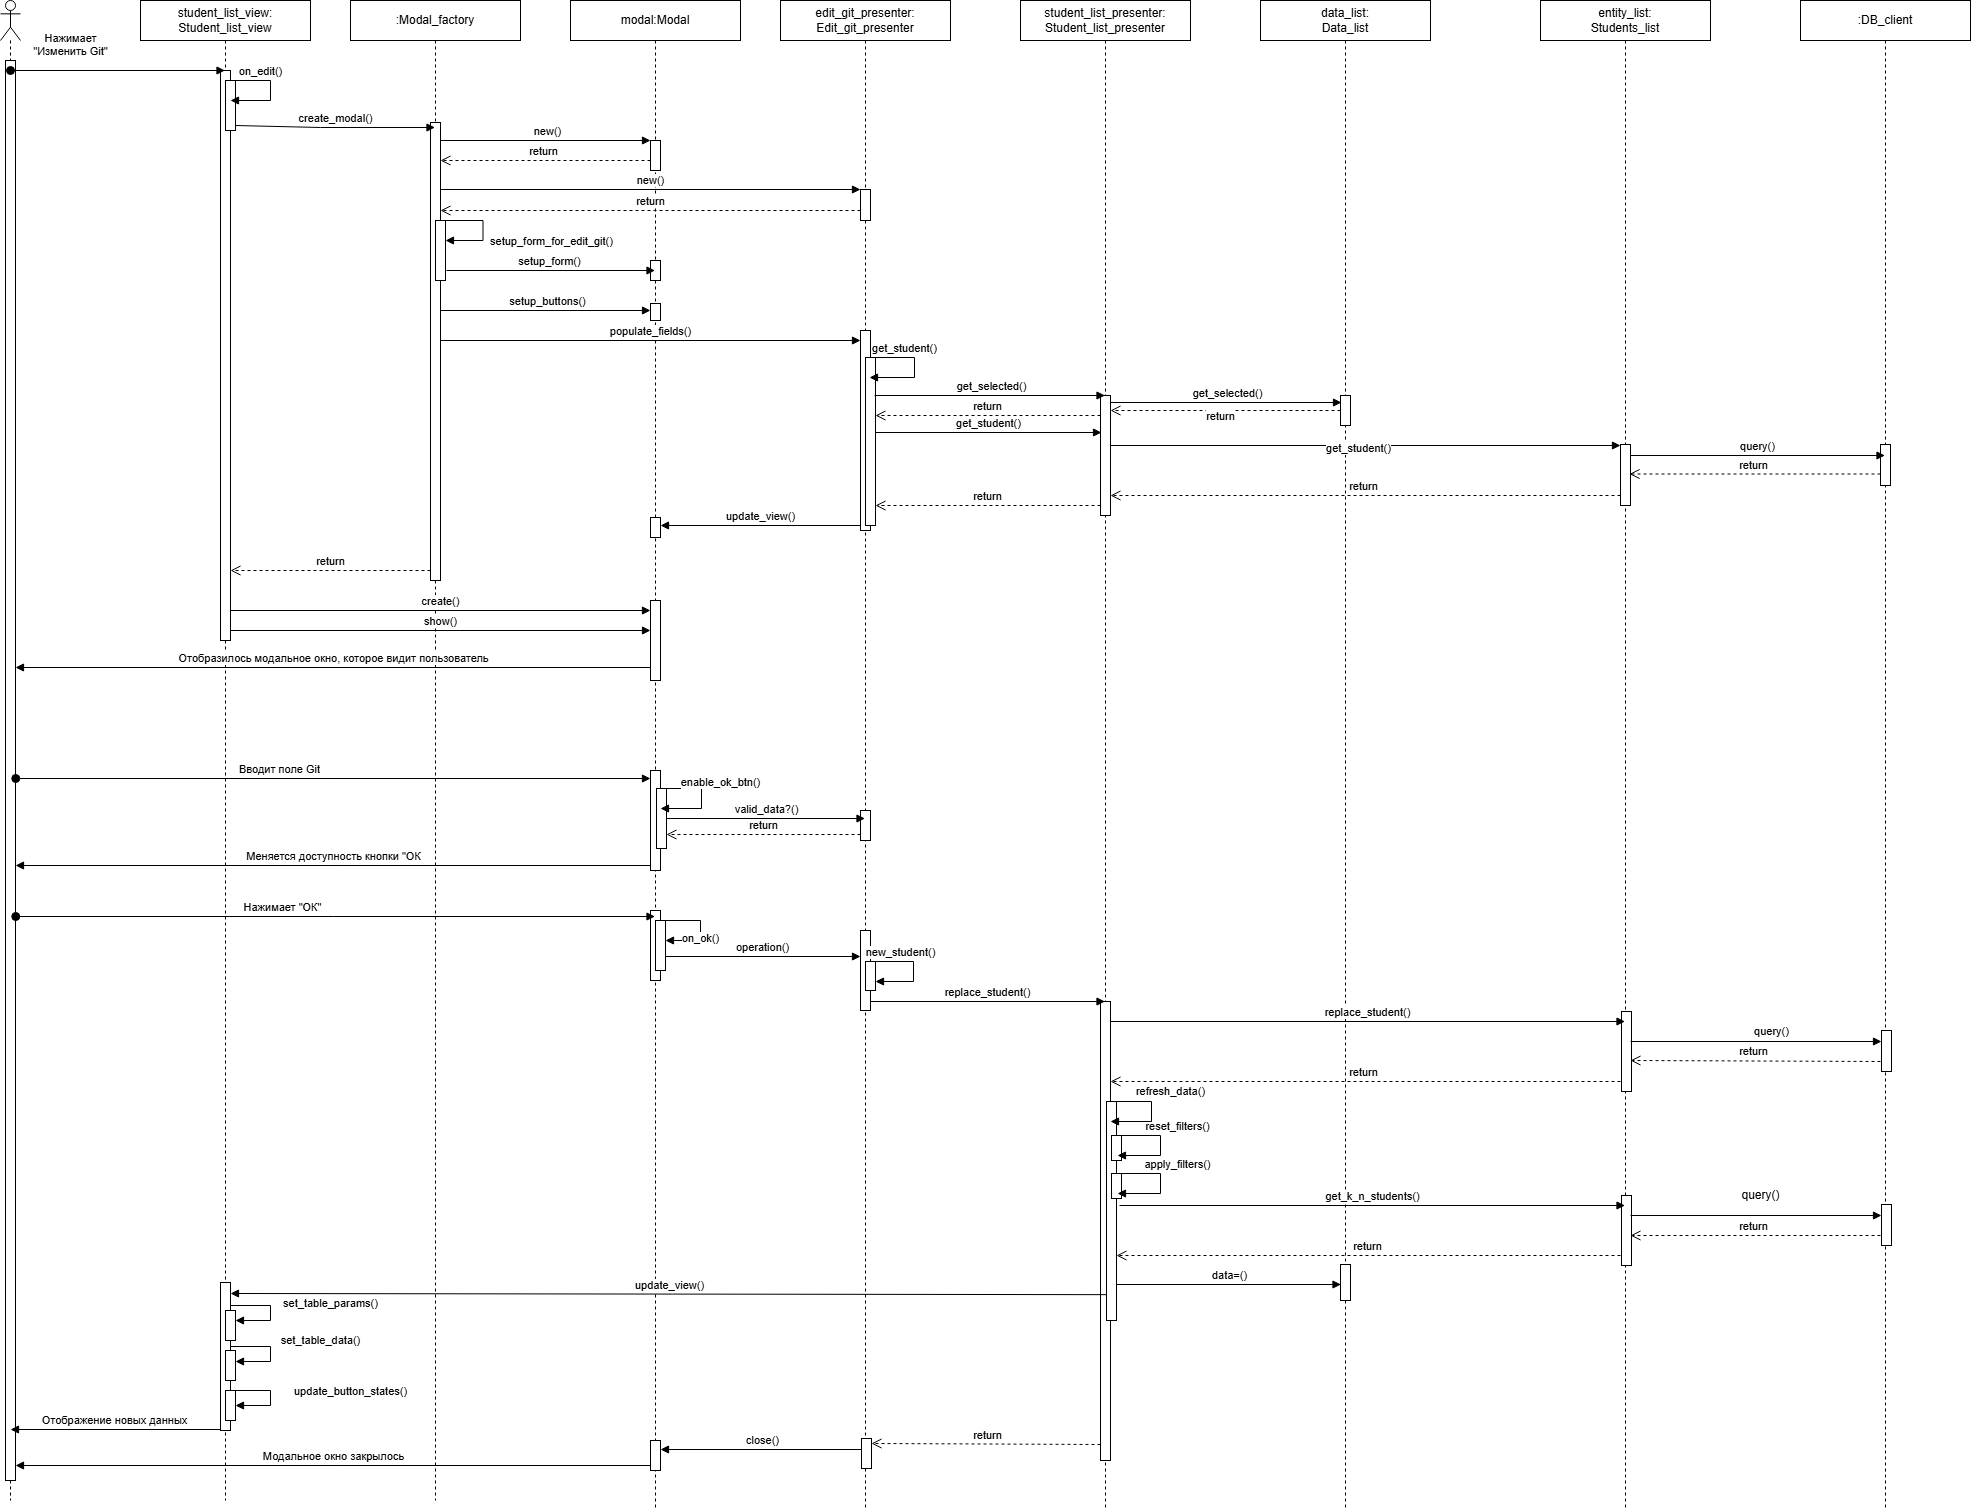 student_list_view:
Student_list_view
:Modal_factory
modal:Modal
edit_git_presenter:
Edit_git_presenter
student_list_presenter:
Student_list_presenter
data_list:
Data_list
entity_list:
Students_list
:DB_client
Нажимает
"Изменить Git"
on_edit()
create_modal()
new()
return
new()
return
setup_form_for_edit_git()
setup_form()
setup_buttons()
populate_fields()
get_student()
get_selected()
get_selected()
return
return
get_student()
get_student()
query()
return
return
return
update_view()
return
create()
show()
Отобразилось модальное окно, которое видит пользователь
Вводит поле Git
enable_ok_btn()
valid_data?()
return
Меняется доступность кнопки "ОК
Нажимает "ОК"
on_ok()
operation()
new_student()
replace_student()
replace_student()
query()
return
return
refresh_data()
reset_filters()
apply_filters()
get_k_n_students()
query()
return
return
data=()
update_view()
set_table_params()
set_table_data()
update_button_states()
Отображение новых данных
return
close()
Модальное окно закрылось